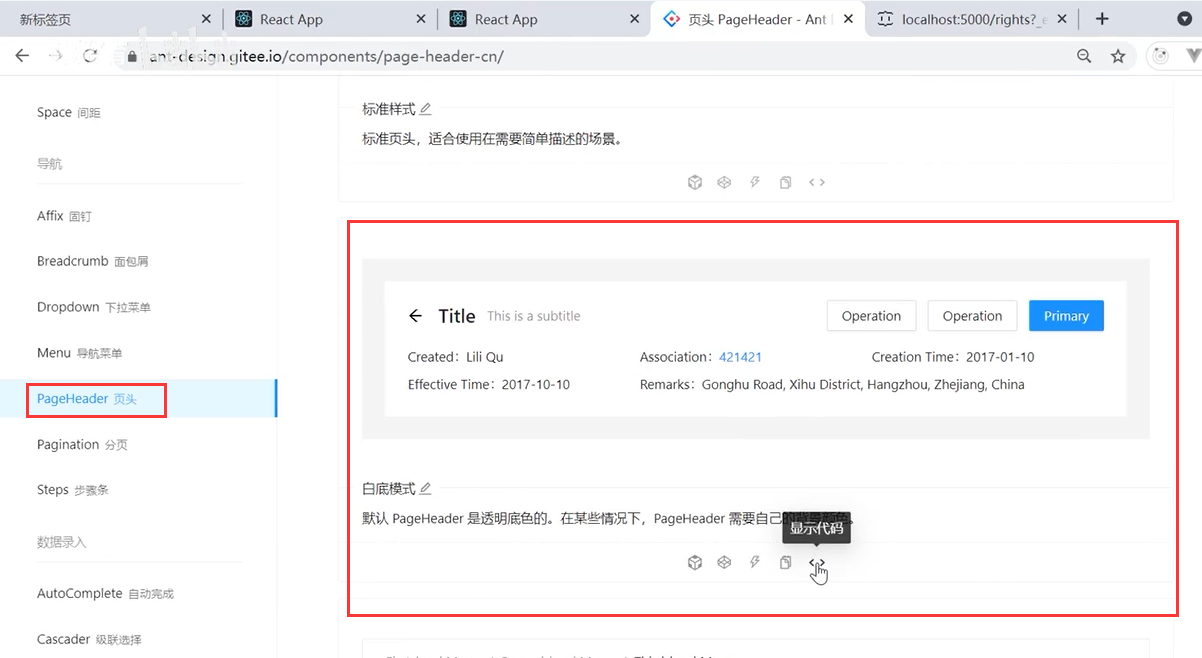 新标签页
React App
React App
页头 PageHeader - Ant
localhost:5000/rights?_e
ant-design.gitee.io/components/page-header-cn/
Space 间距
导航
Affix 固钉
Breadcrumb 面包屑
Dropdown 下拉菜单
Menu 导航菜单
PageHeader 页头
Pagination 分页
Steps 步骤条
数据录入
AutoComplete 自动完成
Cascader 级联选择
标准样式
标准页头，适合使用在需要简单描述的场景。
Title This is a subtitle
Operation
Operation
Primary
Created： Lili Qu
Association： 421421
Creation Time： 2017-01-10
Effective Time： 2017-10-10
Remarks： Gonghu Road, Xihu District, Hangzhou, Zhejiang, China
白底模式
默认 PageHeader 是透明底色的。在某些情况下，PageHeader 需要自己的背景颜色。
显示代码